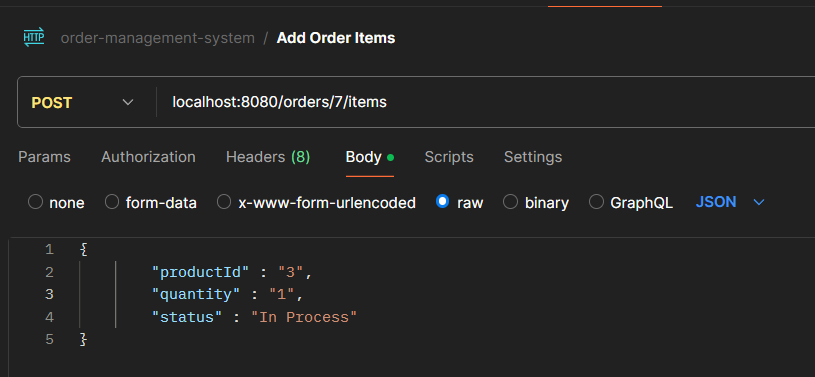 HTTP order-management-system / Add Order Items
POST localhost:8080/orders/7/items
Params Authorization Headers (8) Body Scripts Settings
none form-data x-www-form-urlencoded raw binary GraphQL JSON
1 {
2 "productId" : "3",
3 "quantity" : "1",
4 "status" : "In Process"
5 }